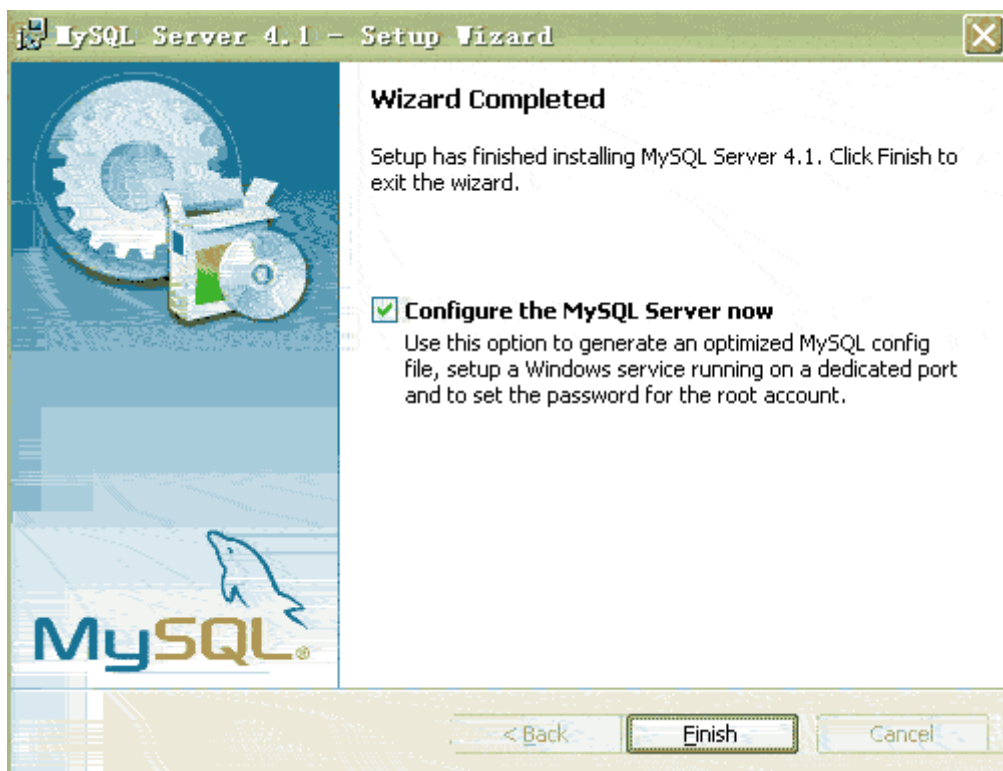 MySQL Server 4.1 - Setup Wizard
Wizard Completed
Setup has finished installing MySQL Server 4.1. Click Finish to
exit the wizard.
Configure the MySQL Server now
Use this option to generate an optimized MySQL config
file, setup a Windows service running on a dedicated port
and to set the password for the root account.
MySQL®
< Back
Finish
Cancel